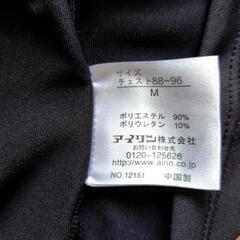 サイズ
チェスト88~96
M
ポリエステル 90%
ポリウレタン 10%
アイリン株式会社
お問い合わせ先
0120-125626
http://www.airin.co.jp
NO.12151 中国製